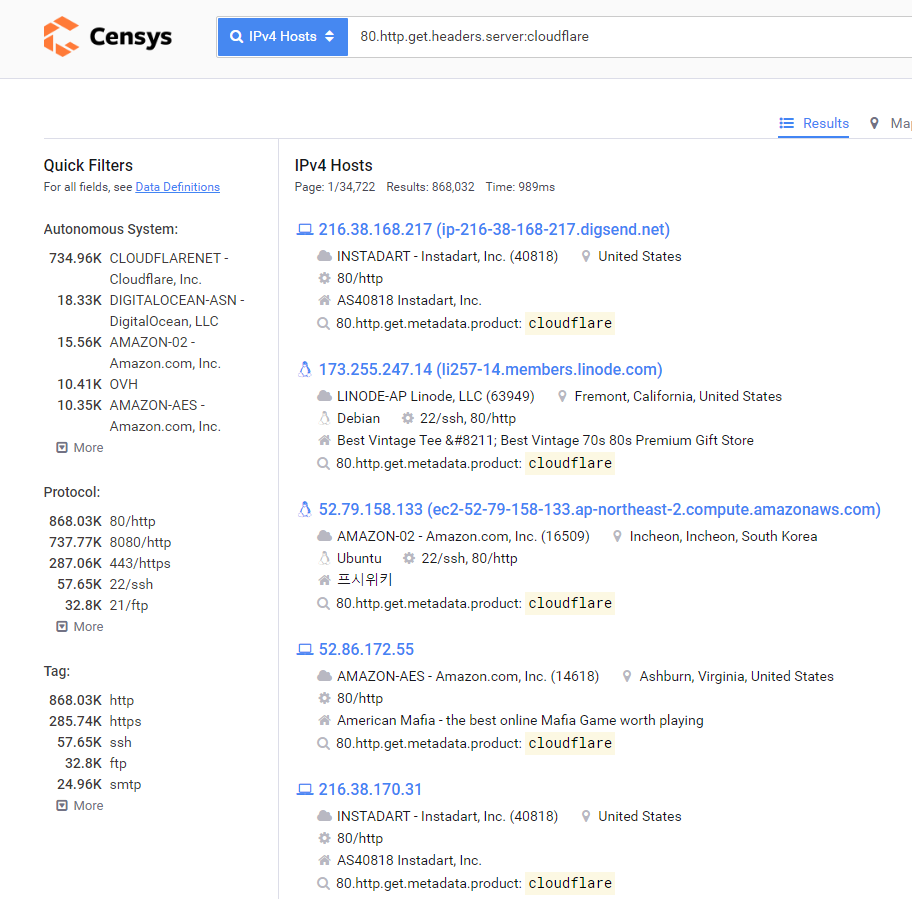 Censys
IPv4 Hosts
80.http.get.headers.server:cloudflare
Results
Map
Quick Filters
For all fields, see Data Definitions
Autonomous System:
734.96K CLOUDFLARENET -
Cloudflare, Inc.
18.33K DIGITALOCEAN-ASN -
DigitalOcean, LLC
15.56K AMAZON-02 -
Amazon.com, Inc.
10.41K OVH
10.35K AMAZON-AES -
Amazon.com, Inc.
More
Protocol:
868.03K 80/http
737.77K 8080/http
287.06K 443/https
57.65K 22/ssh
32.8K 21/ftp
More
Tag:
868.03K http
285.74K https
57.65K ssh
32.8K ftp
24.96K smtp
More
IPv4 Hosts
Page: 1/34,722 Results: 868,032 Time: 989ms
216.38.168.217 (ip-216-38-168-217.digsend.net)
INSTADART - Instadart, Inc. (40818) United States
80/http
AS40818 Instadart, Inc.
80.http.get.metadata.product: cloudflare
173.255.247.14 (li257-14.members.linode.com)
LINODE-AP Linode, LLC (63949) Fremont, California, United States
Debian 22/ssh, 80/http
Best Vintage Tee &#8211; Best Vintage 70s 80s Premium Gift Store
80.http.get.metadata.product: cloudflare
52.79.158.133 (ec2-52-79-158-133.ap-northeast-2.compute.amazonaws.com)
AMAZON-02 - Amazon.com, Inc. (16509) Incheon, Incheon, South Korea
Ubuntu 22/ssh, 80/http
프시위키
80.http.get.metadata.product: cloudflare
52.86.172.55
AMAZON-AES - Amazon.com, Inc. (14618) Ashburn, Virginia, United States
80/http
American Mafia - the best online Mafia Game worth playing
80.http.get.metadata.product: cloudflare
216.38.170.31
INSTADART - Instadart, Inc. (40818) United States
80/http
AS40818 Instadart, Inc.
80.http.get.metadata.product: cloudflare